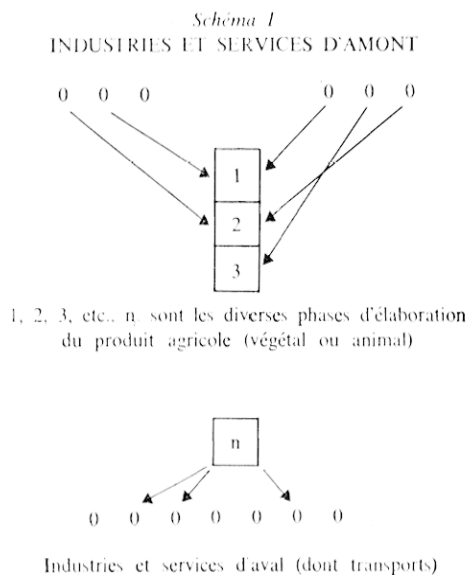 Schéma 1
INDUSTRIES ET SERVICES D'AMONT
0 0 0 0 0 0
1
2
3
1, 2, 3, etc., n, sont les diverses phases d'élaboration
du produit agricole (végétal ou animal)
n
0 0 0 0 0 0 0
Industries et services d'aval (dont transports)